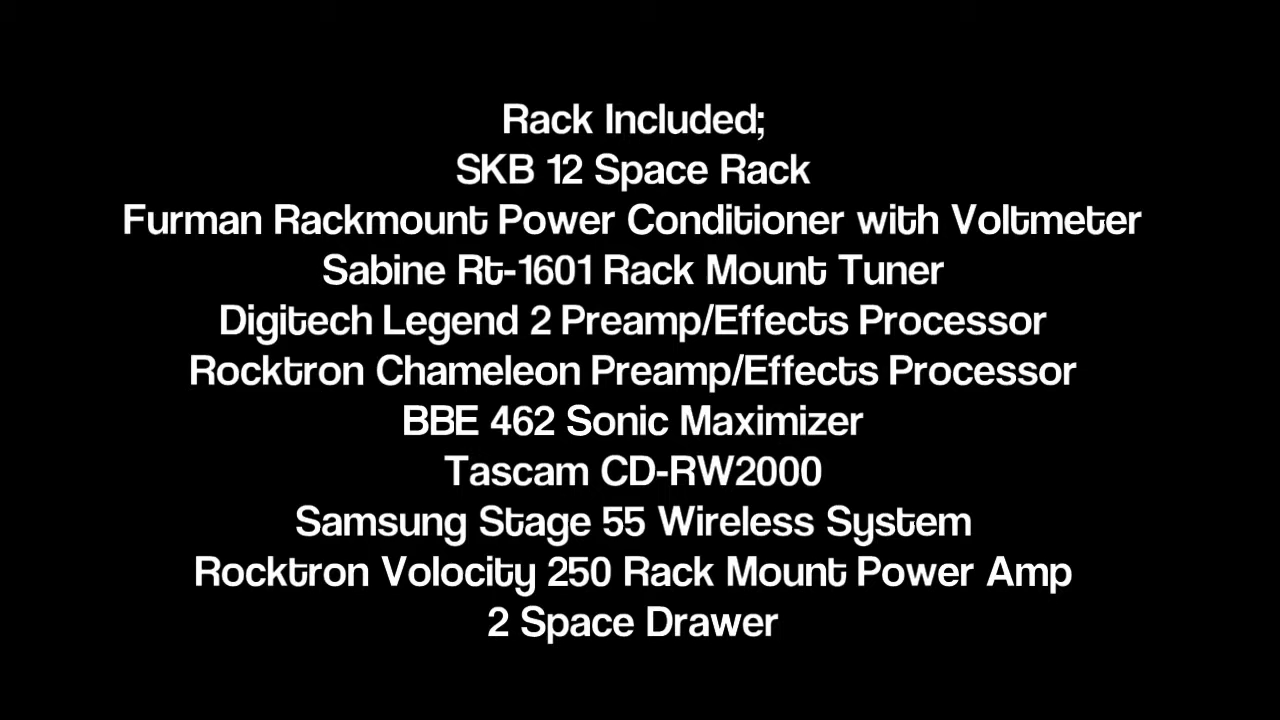 Rack Included;
SKB 12 Space Rack
Furman Rackmount Power Conditioner with Voltmeter
Sabine Rt-1601 Rack Mount Tuner
Digitech Legend 2 Preamp/Effects Processor
Rocktron Chameleon Preamp/Effects Processor
BBE 462 Sonic Maximizer
Tascam CD-RW2000
Samsung Stage 55 Wireless System
Rocktron Volocity 250 Rack Mount Power Amp
2 Space Drawer